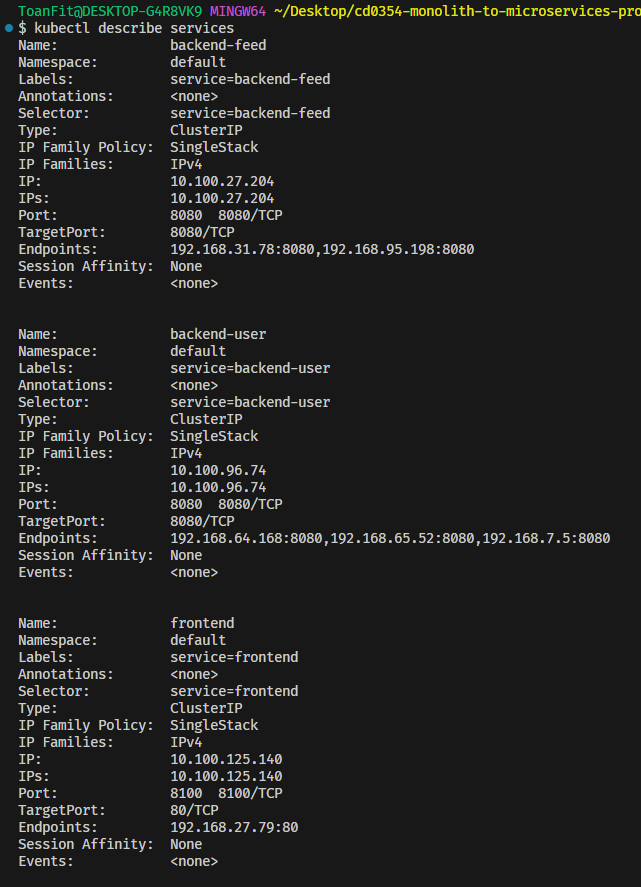 ToanFit@DESKTOP-G4R8VK9 MINGW64 ~/Desktop/cd0354-monolith-to-microservices-pro
$ kubectl describe services
Name:              backend-feed
Namespace:         default
Labels:            service=backend-feed
Annotations:       <none>
Selector:          service=backend-feed
Type:              ClusterIP
IP Family Policy:  SingleStack
IP Families:       IPv4
IP:                10.100.27.204
IPs:               10.100.27.204
Port:              8080  8080/TCP
TargetPort:        8080/TCP
Endpoints:         192.168.31.78:8080,192.168.95.198:8080
Session Affinity:  None
Events:            <none>
Name:              backend-user
Namespace:         default
Labels:            service=backend-user
Annotations:       <none>
Selector:          service=backend-user
Type:              ClusterIP
IP Family Policy:  SingleStack
IP Families:       IPv4
IP:                10.100.96.74
IPs:               10.100.96.74
Port:              8080  8080/TCP
TargetPort:        8080/TCP
Endpoints:         192.168.64.168:8080,192.168.65.52:8080,192.168.7.5:8080
Session Affinity:  None
Events:            <none>
Name:              frontend
Namespace:         default
Labels:            service=frontend
Annotations:       <none>
Selector:          service=frontend
Type:              ClusterIP
IP Family Policy:  SingleStack
IP Families:       IPv4
IP:                10.100.125.140
IPs:               10.100.125.140
Port:              8100  8100/TCP
TargetPort:        80/TCP
Endpoints:         192.168.27.79:80
Session Affinity:  None
Events:            <none>